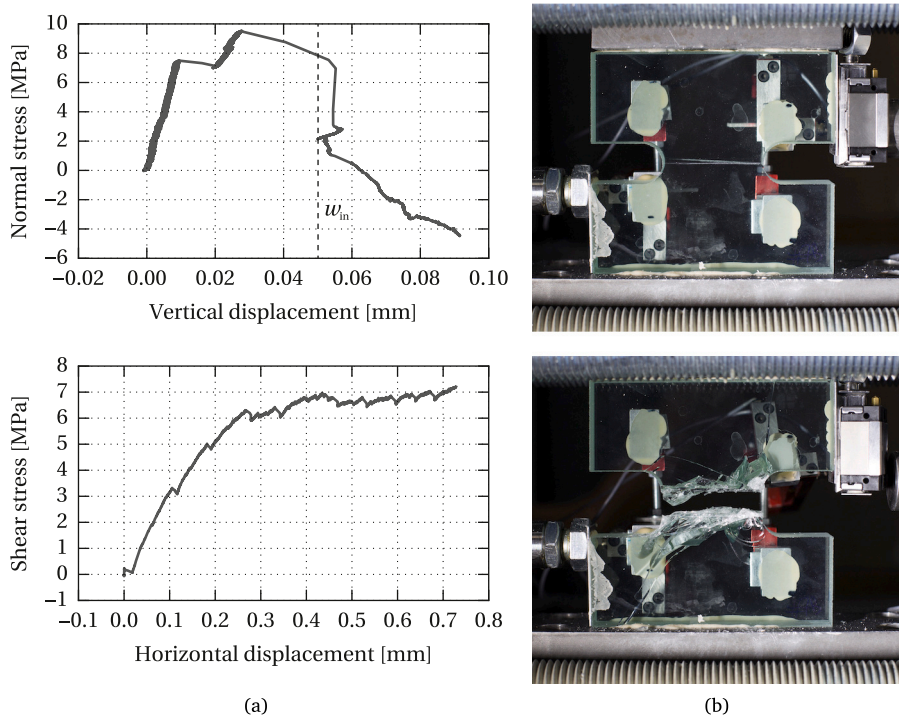 10
8
6
4
2
0
−2
−4
−6
Normal stress [MPa]
w_in
−0.02 0.00 0.02 0.04 0.06 0.08 0.10
Vertical displacement [mm]
8
7
6
5
4
3
2
1
0
−1
Shear stress [MPa]
−0.1 0.0 0.1 0.2 0.3 0.4 0.5 0.6 0.7 0.8
Horizontal displacement [mm]
(a) (b)